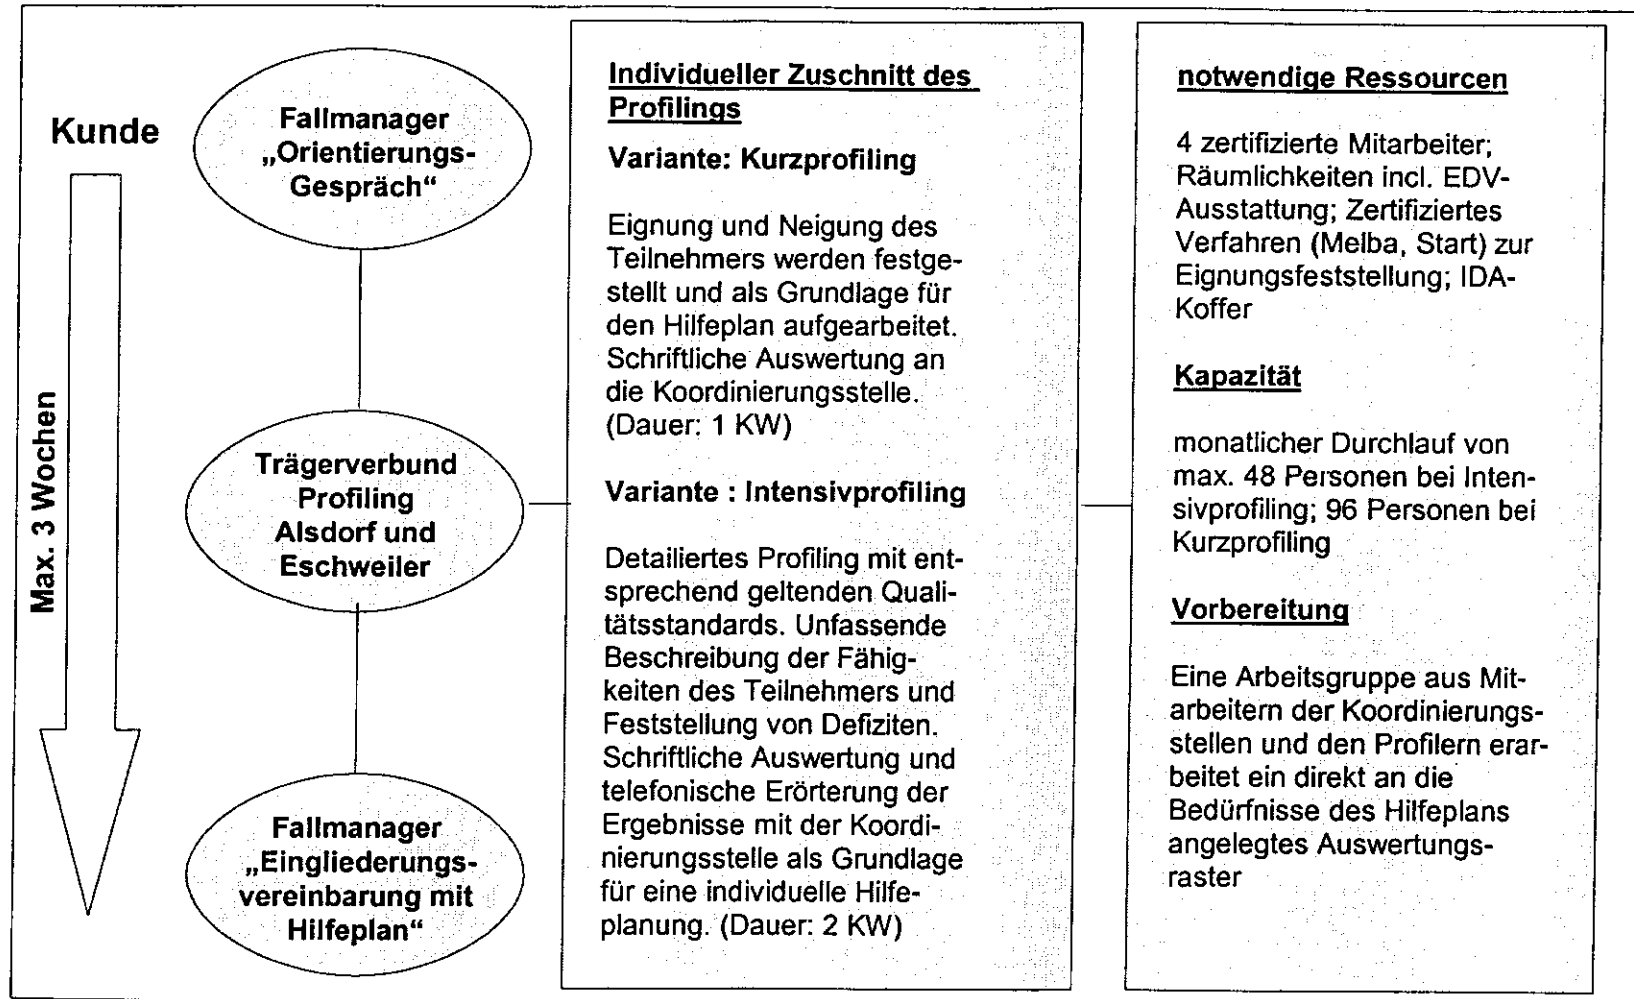 Kunde
Max. 3 Wochen
Fallmanager
„Orientierungs-
Gespräch“
Trägerverbund
Profiling
Alsdorf und
Eschweiler
Fallmanager
„Eingliederungs-
vereinbarung mit
Hilfeplan“
Individueller Zuschnitt des
Profilings
Variante: Kurzprofiling
Eignung und Neigung des
Teilnehmers werden festge-
stellt und als Grundlage für
den Hilfeplan aufgearbeitet.
Schriftliche Auswertung an
die Koordinierungsstelle.
(Dauer: 1 KW)
Variante : Intensivprofiling
Detailiertes Profiling mit ent-
sprechend geltenden Quali-
tätsstandards. Unfassende
Beschreibung der Fähig-
keiten des Teilnehmers und
Feststellung von Defiziten.
Schriftliche Auswertung und
telefonische Erörterung der
Ergebnisse mit der Koordi-
nierungsstelle als Grundlage
für eine individuelle Hilfe-
planung. (Dauer: 2 KW)
notwendige Ressourcen
4 zertifizierte Mitarbeiter;
Räumlichkeiten incl. EDV-
Ausstattung; Zertifiziertes
Verfahren (Melba, Start) zur
Eignungsfeststellung; IDA-
Koffer
Kapazität
monatlicher Durchlauf von
max. 48 Personen bei Inten-
sivprofiling; 96 Personen bei
Kurzprofiling
Vorbereitung
Eine Arbeitsgruppe aus Mit-
arbeitern der Koordinierungs-
stellen und den Profilern erar-
beitet ein direkt an die
Bedürfnisse des Hilfeplans
angelegtes Auswertungs-
raster